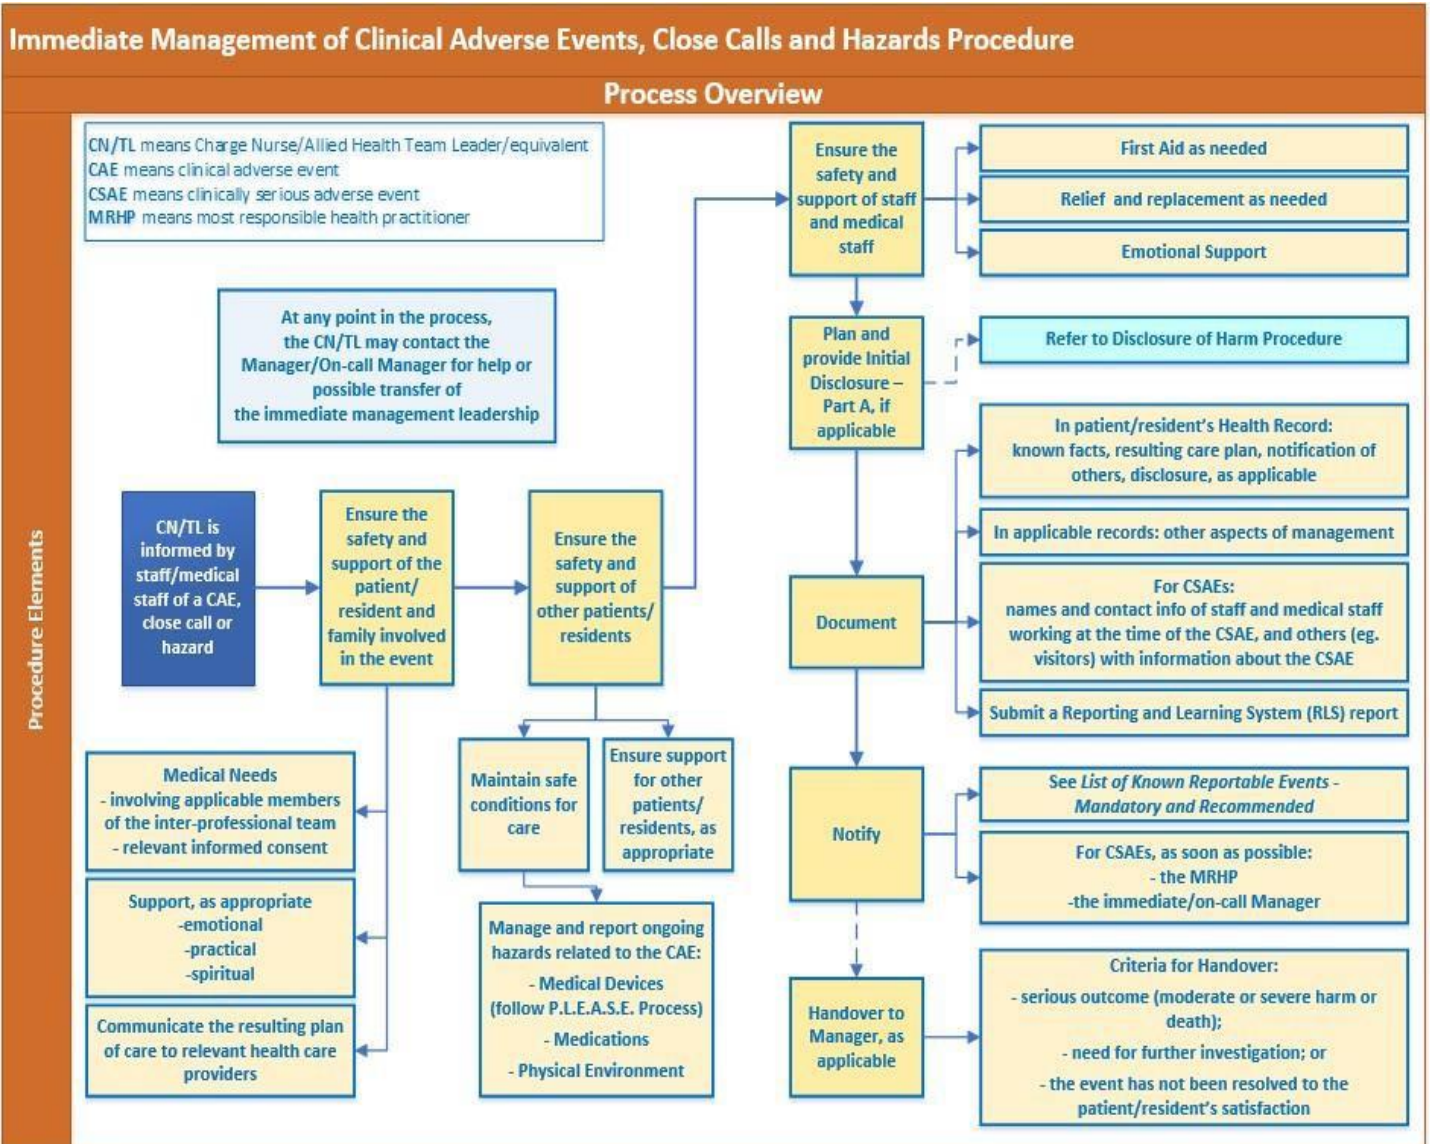 Immediate Management of Clinical Adverse Events, Close Calls and Hazards Procedure
Process Overview
Procedure Elements
CN/TL means Charge Nurse/Allied Health Team Leader/equivalent
CAE means clinical adverse event
CSAE means clinically serious adverse event
MRHP means most responsible health practitioner
At any point in the process,
the CN/TL may contact the
Manager/On-call Manager for help or
possible transfer of
the immediate management leadership
CN/TL is
informed by
staff/medical
staff of a CAE,
close call or
hazard
Ensure the
safety and
support of the
patient/
resident and
family involved
in the event
Medical Needs
- involving applicable members
of the inter-professional team
- relevant informed consent
Support, as appropriate
-emotional
-practical
-spiritual
Communicate the resulting plan
of care to relevant health care
providers
Ensure the
safety and
support of
other patients/
residents
Maintain safe
conditions for
care
Ensure support
for other
patients/
residents, as
appropriate
Manage and report ongoing
hazards related to the CAE:
- Medical Devices
(follow P.L.E.A.S.E. Process)
- Medications
- Physical Environment
Ensure the
safety and
support of staff
and medical
staff
First Aid as needed
Relief and replacement as needed
Emotional Support
Plan and
provide Initial
Disclosure –
Part A, if
applicable
Refer to Disclosure of Harm Procedure
Document
In patient/resident's Health Record:
known facts, resulting care plan, notification of
others, disclosure, as applicable
In applicable records: other aspects of management
For CSAEs:
names and contact info of staff and medical staff
working at the time of the CSAE, and others (eg.
visitors) with information about the CSAE
Submit a Reporting and Learning System (RLS) report
Notify
See List of Known Reportable Events -
Mandatory and Recommended
For CSAEs, as soon as possible:
- the MRHP
-the immediate/on-call Manager
Handover to
Manager, as
applicable
Criteria for Handover:
- serious outcome (moderate or severe harm or
death);
- need for further investigation; or
- the event has not been resolved to the
patient/resident's satisfaction